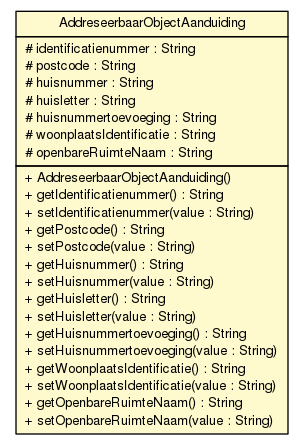 AddreseerbaarObjectAanduiding
# identificatienummer : String
# postcode : String
# huisnummer : String
# huisletter : String
# huisnummertoevoeging : String
# woonplaatsIdentificatie : String
# openbareRuimteNaam : String
+ AddreseerbaarObjectAanduiding()
+ getIdentificatienummer() : String
+ setIdentificatienummer(value : String)
+ getPostcode() : String
+ setPostcode(value : String)
+ getHuisnummer() : String
+ setHuisnummer(value : String)
+ getHuisletter() : String
+ setHuisletter(value : String)
+ getHuisnummertoevoeging() : String
+ setHuisnummertoevoeging(value : String)
+ getWoonplaatsIdentificatie() : String
+ setWoonplaatsIdentificatie(value : String)
+ getOpenbareRuimteNaam() : String
+ setOpenbareRuimteNaam(value : String)